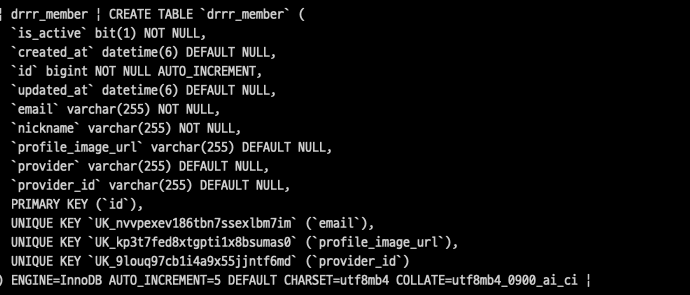 | drrr_member | CREATE TABLE `drrr_member` (
`is_active` bit(1) NOT NULL,
`created_at` datetime(6) DEFAULT NULL,
`id` bigint NOT NULL AUTO_INCREMENT,
`updated_at` datetime(6) DEFAULT NULL,
`email` varchar(255) NOT NULL,
`nickname` varchar(255) NOT NULL,
`profile_image_url` varchar(255) DEFAULT NULL,
`provider` varchar(255) DEFAULT NULL,
`provider_id` varchar(255) DEFAULT NULL,
PRIMARY KEY (`id`),
UNIQUE KEY `UK_nvvpexev186tbn7ssexlbm7im` (`email`),
UNIQUE KEY `UK_kp3t7fed8xtgpti1x8bsumas0` (`profile_image_url`),
UNIQUE KEY `UK_9louq97cb1i4a9x55jjntf6md` (`provider_id`)
) ENGINE=InnoDB AUTO_INCREMENT=5 DEFAULT CHARSET=utf8mb4 COLLATE=utf8mb4_0900_ai_ci |